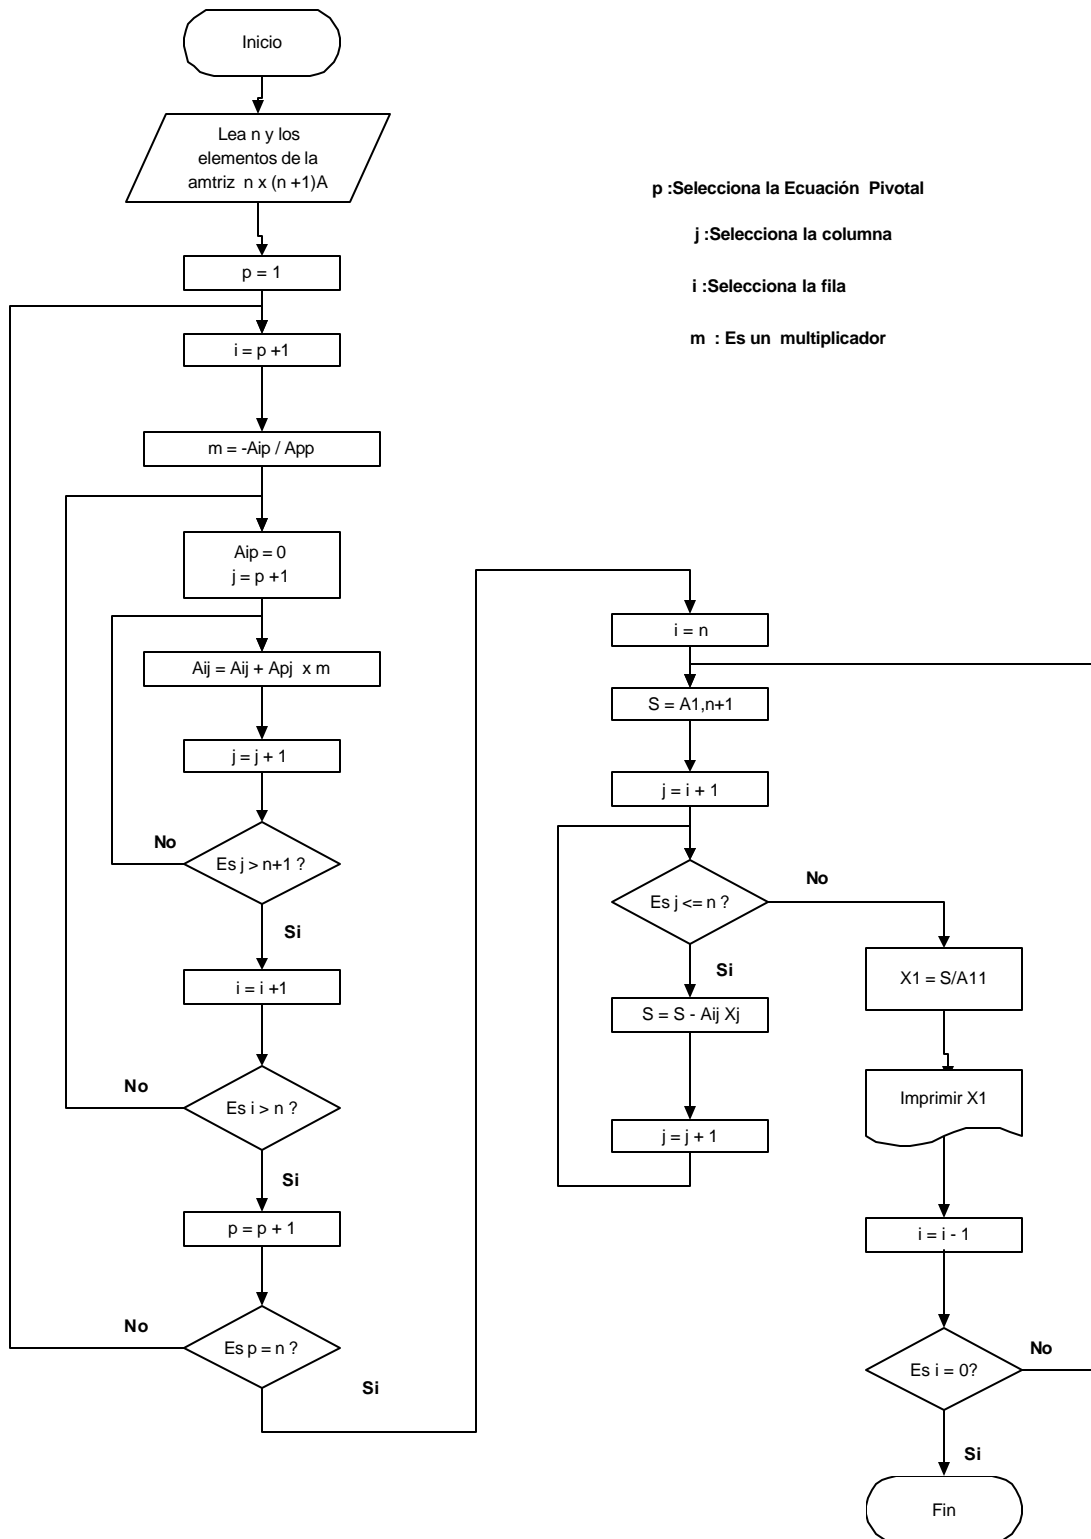 Inicio
Lea n y los
elementos de la
amtriz n x (n +1)A
p :Selecciona la Ecuación Pivotal
j :Selecciona la columna
i :Selecciona la fila
m : Es un multiplicador
p = 1
i = p +1
m = -Aip / App
Aip = 0
j = p +1
Aij = Aij + Apj x m
j = j + 1
No
Es j > n+1 ?
Si
i = i +1
No
Es i > n ?
Si
p = p + 1
No
Es p = n ?
Si
i = n
S = A1,n+1
j = i + 1
Es j <= n ?
No
Si
S = S - Aij Xj
j = j + 1
X1 = S/A11
Imprimir X1
i = i - 1
Es i = 0?
No
Si
Fin